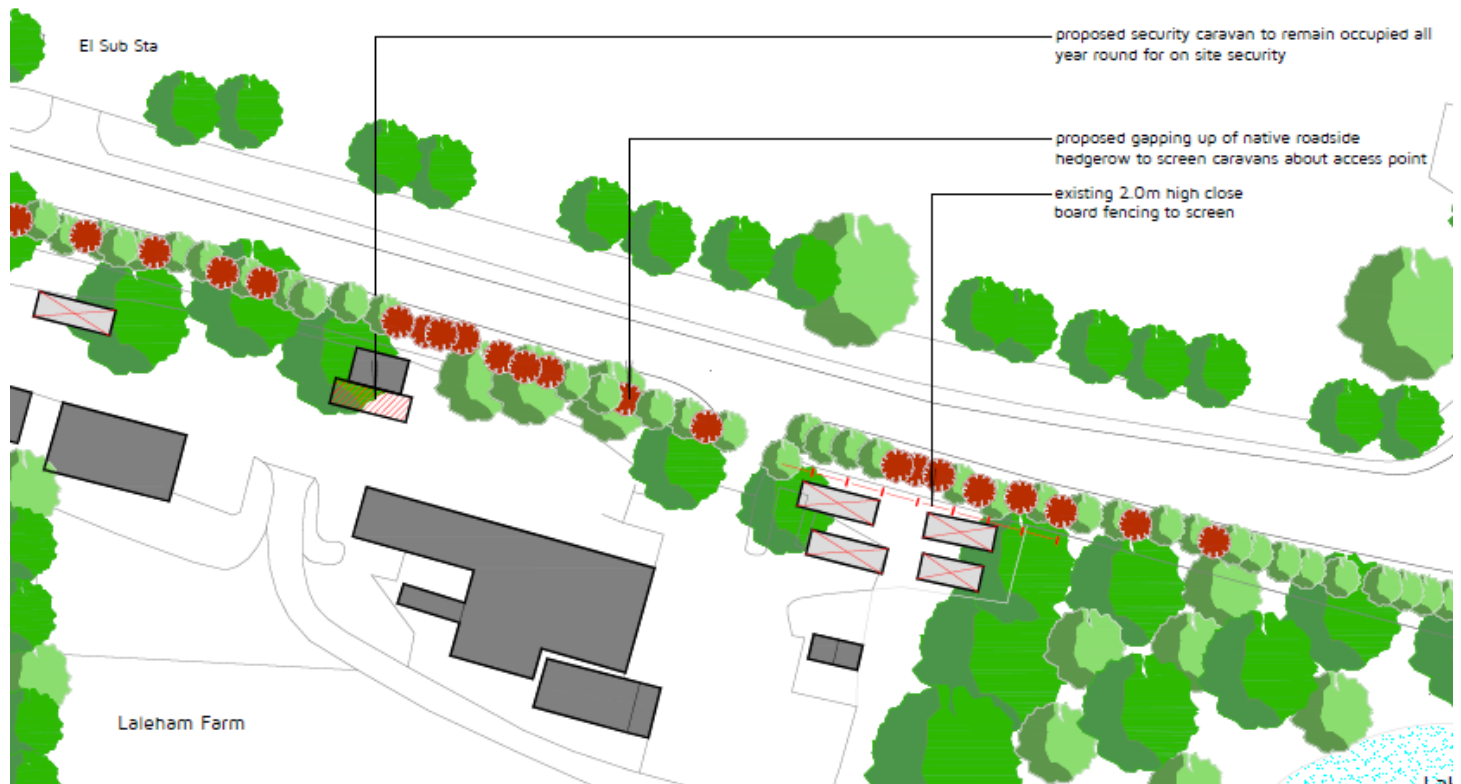 El Sub Sta
proposed security caravan to remain occupied all
year round for on site security
proposed gapping up of native roadside
hedgerow to screen caravans about access point
existing 2.0m high close
board fencing to screen
Laleham Farm